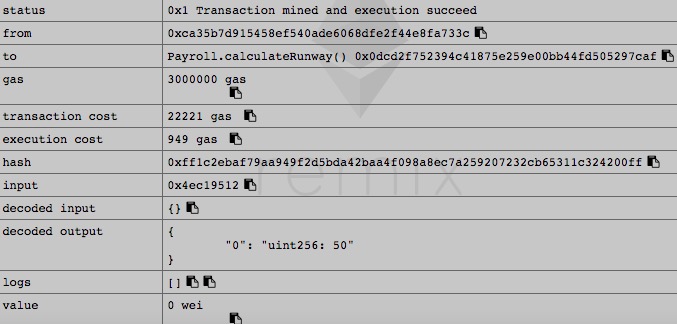 status 0x1 Transaction mined and execution succeed
from 0xca35b7d915458ef540ade6068dfe2f44e8fa733c
to Payroll.calculateRunway() 0x0dcd2f752394c41875e259e00bb44fd505297caf
gas 3000000 gas
transaction cost 22221 gas
execution cost 949 gas
hash 0xff1c2ebaf79aa949f2d5bda42baa4f098a8ec7a259207232cb65311c324200ff
input 0x4ec19512
remix
decoded input {}
decoded output {
"0": "uint256: 50"
}
logs []
value 0 wei